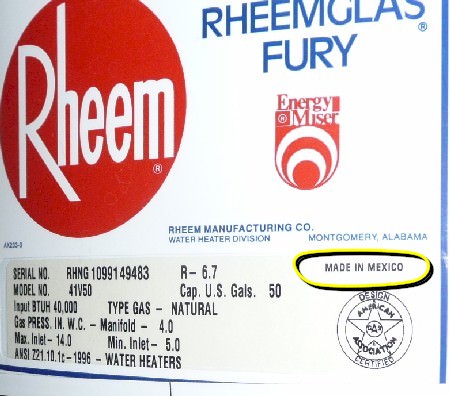 RHEEMGLAS®
FURY
Rheem®
Energy
Miser®
AK233-3
RHEEM MANUFACTURING CO.
WATER HEATER DIVISION MONTGOMERY, ALABAMA
MADE IN MEXICO
SERIAL NO. RHNG 1099149483 R- 6.7
MODEL NO. 41V50 Cap. U.S. Gals. 50
Input BTUH 40,000 TYPE GAS - NATURAL
Gas PRESS. IN. W.C. - Manifold - 4.0
Max. Inlet- 14.0 Min. Inlet - 5.0
ANSI Z21.10.1c-1996 - WATER HEATERS
DESIGN
AMERICAN
GAS
ASSOCIATION
CERTIFIED